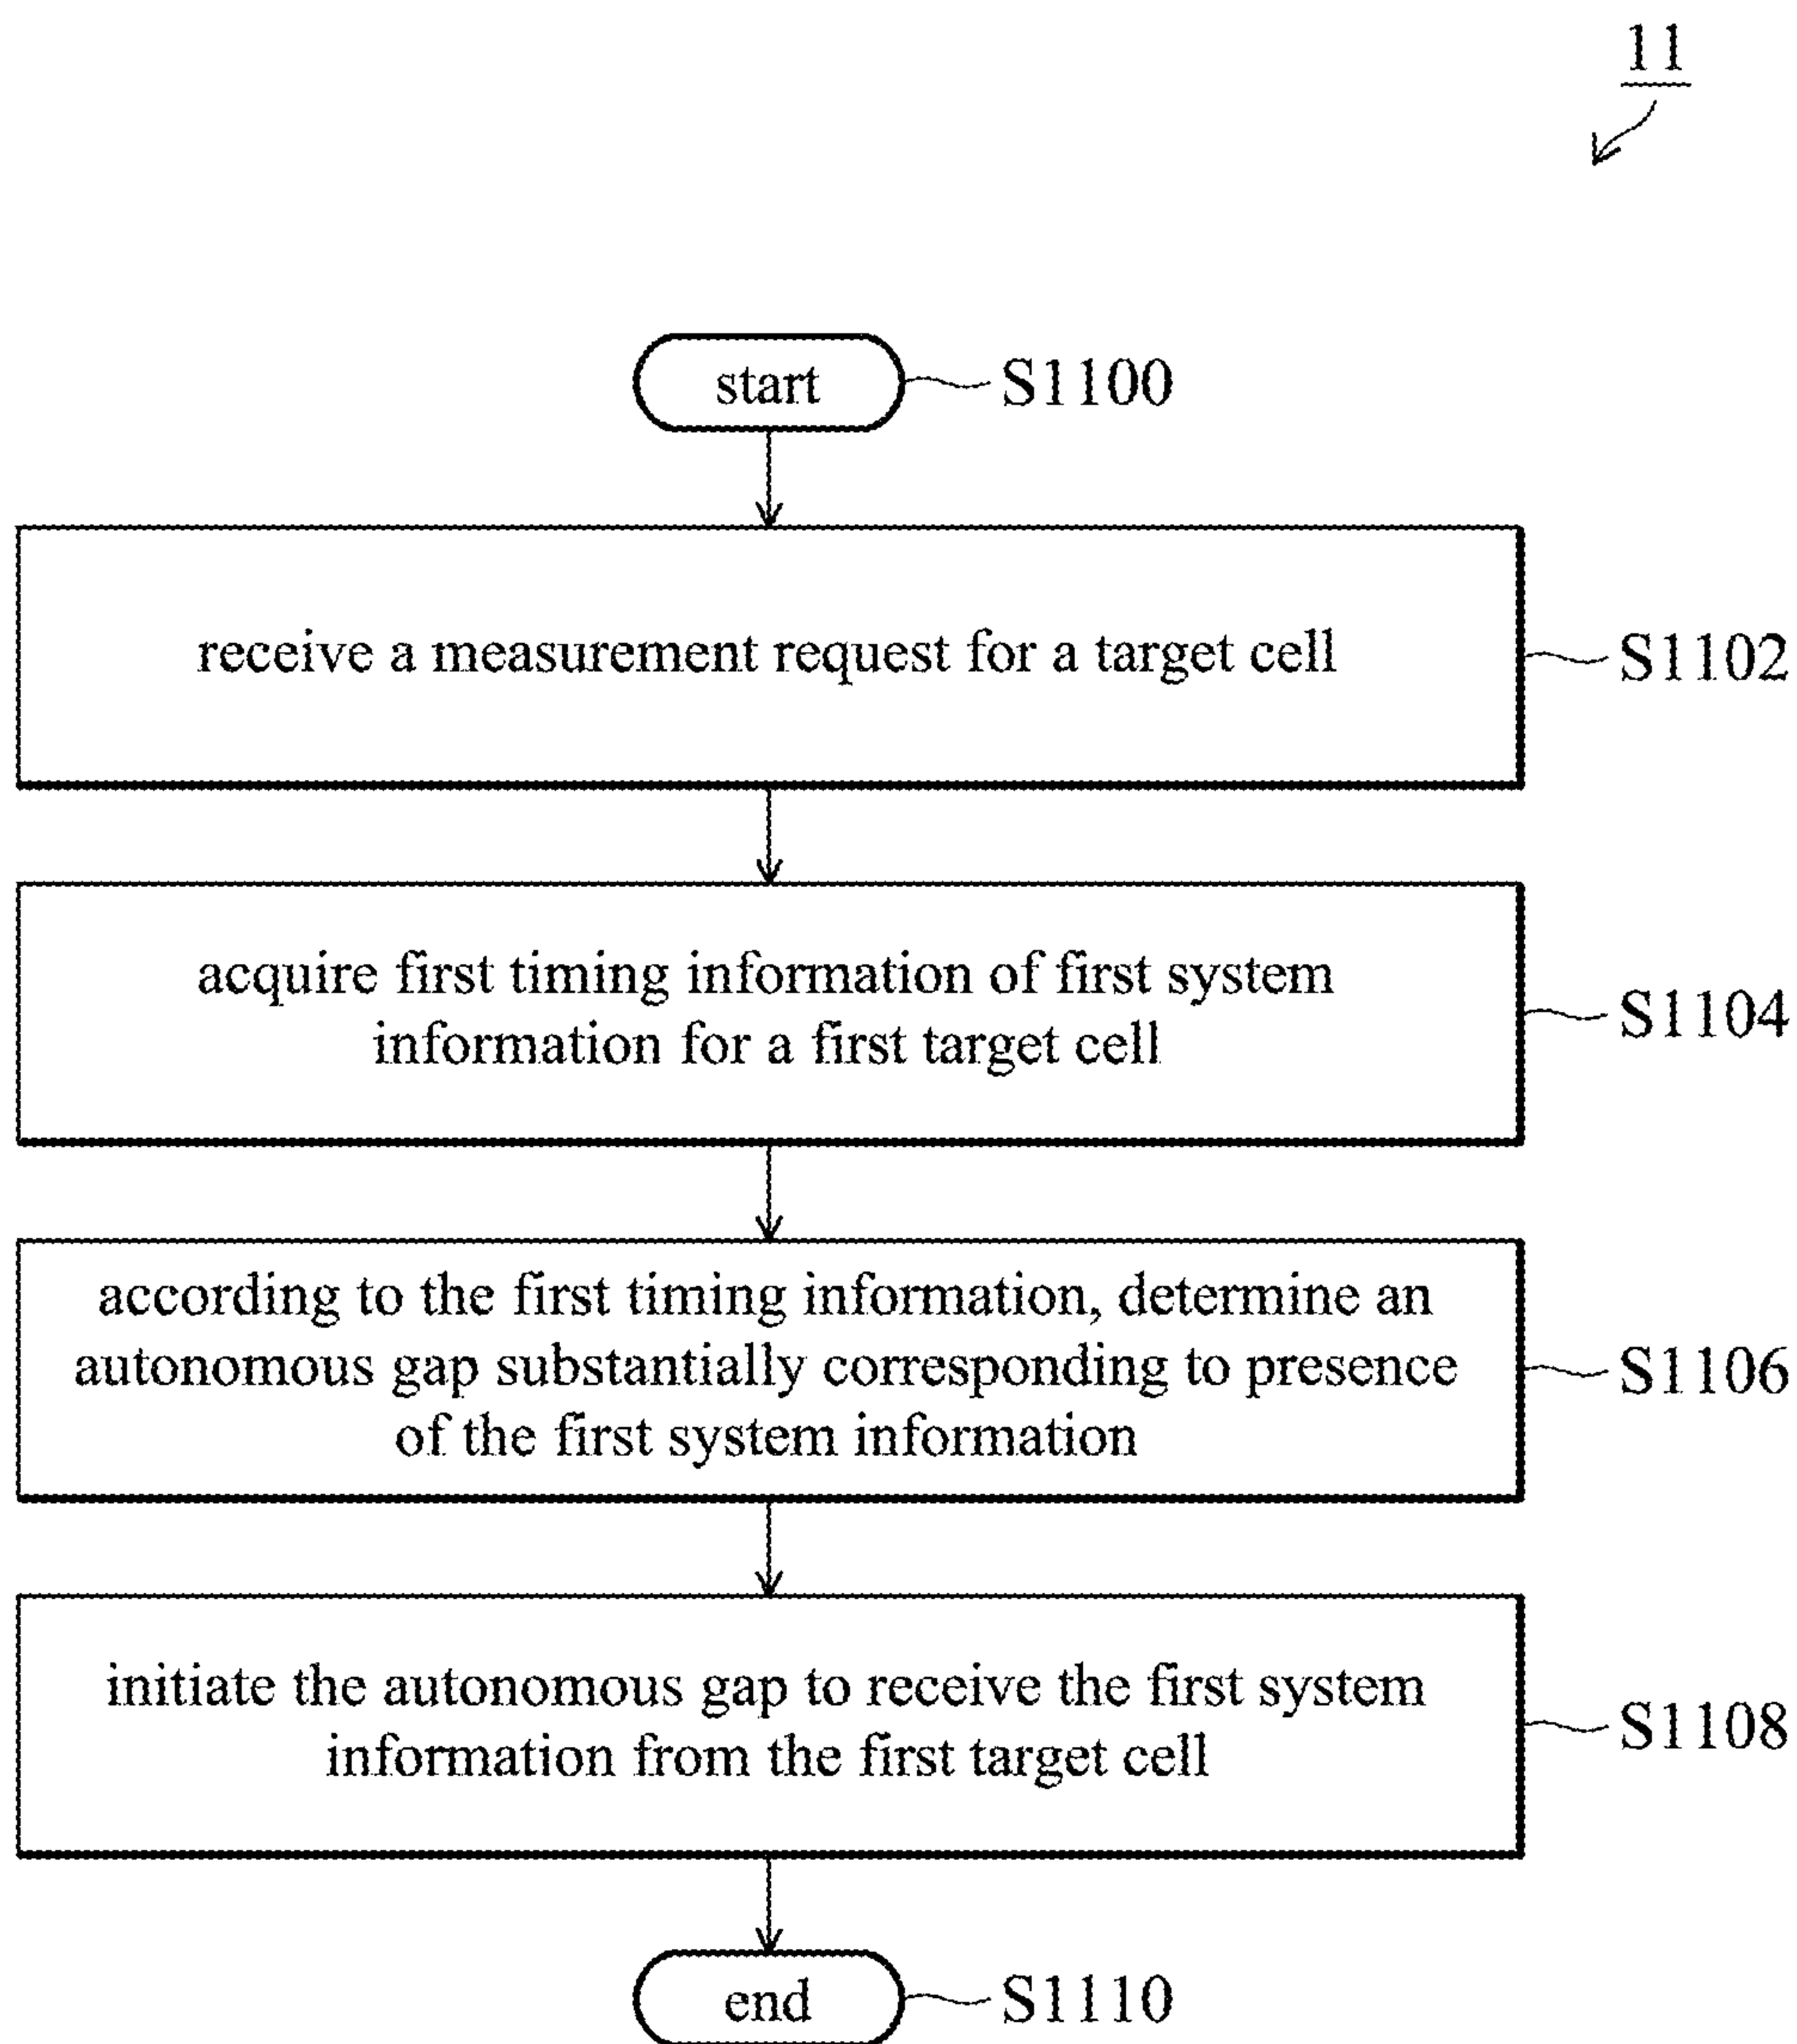 11
start
S1100
receive a measurement request for a target cell
S1102
acquire first timing information of first system
information for a first target cell
S1104
according to the first timing information, determine an
autonomous gap substantially corresponding to presence
of the first system information
S1106
initiate the autonomous gap to receive the first system
information from the first target cell
S1108
end
S1110